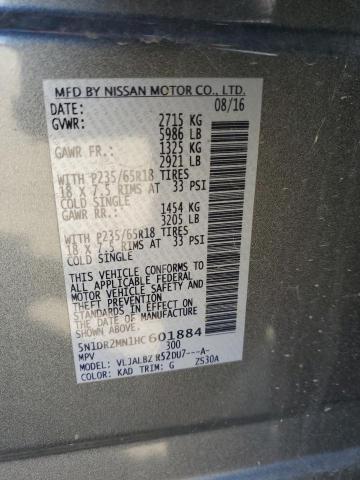 MFD BY NISSAN MOTOR CO., LTD.
DATE: 08/16
GVWR: 2715 KG
5986 LB
GAWR FR.: 1325 KG
2921 LB
WITH P235/65R18 TIRES
18 X 7.5 RIMS AT 33 PSI
COLD SINGLE
GAWR RR.: 1454 KG
3205 LB
WITH P235/65R18 TIRES
18 X 7.5 RIMS AT 33 PSI
COLD SINGLE
THIS VEHICLE CONFORMS TO
ALL APPLICABLE FEDERAL
MOTOR VEHICLE SAFETY
STANDARDS IN EFFECT ON
THE DATE OF MANUFACTURE
SHOWN ABOVE.
5N1DR2MN1HC601884
MPV 300
MODEL: VLJALBZ R52DU7---A-
COLOR: KAD TRIM: G ZS30A